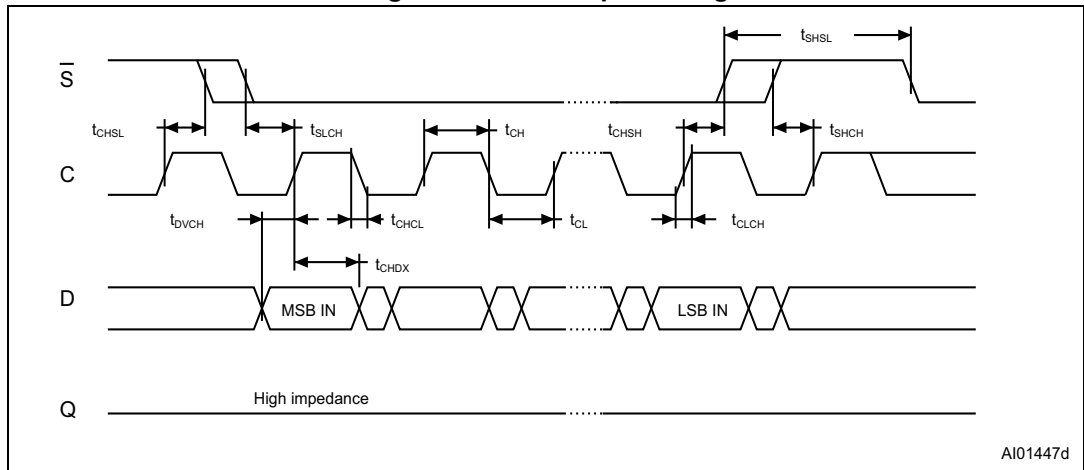 tSHSL
S
tCHSL
tSLCH
tCH
tCHSH
tSHCH
C
tDVCH
tCHCL
tCL
tCLCH
tCHDX
D
MSB IN
LSB IN
High impedance
Q
AI01447d